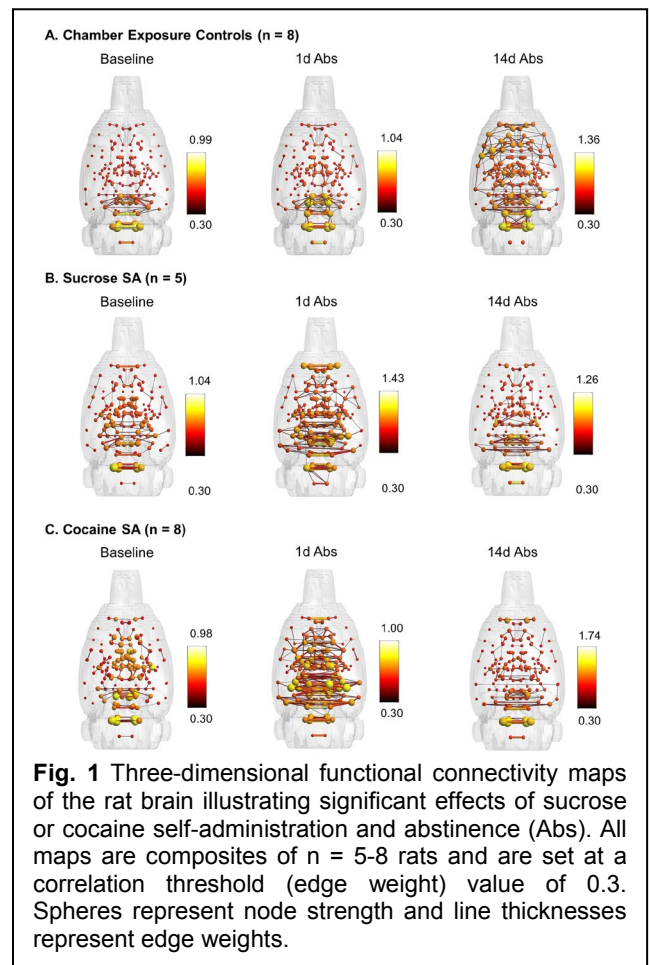 A. Chamber Exposure Controls (n = 8)
Baseline 1d Abs 14d Abs
0.99 1.04 1.36
0.30 0.30 0.30
B. Sucrose SA (n = 5)
Baseline 1d Abs 14d Abs
1.04 1.43 1.26
0.30 0.30 0.30
C. Cocaine SA (n = 8)
Baseline 1d Abs 14d Abs
0.98 1.00 1.74
0.30 0.30 0.30
Fig. 1 Three-dimensional functional connectivity maps
of the rat brain illustrating significant effects of sucrose
or cocaine self-administration and abstinence (Abs). All
maps are composites of n = 5-8 rats and are set at a
correlation threshold (edge weight) value of 0.3.
Spheres represent node strength and line thicknesses
represent edge weights.